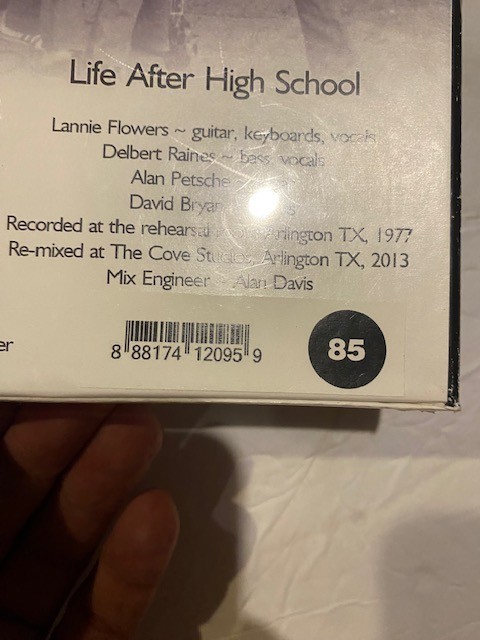 Life After High School
Lannie Flowers ~ guitar, keyboards, vocals
Delbert Raines ~ bass, vocals
Alan Petsche
David Bryan
Recorded at the rehearsal Arlington TX, 1977
Re-mixed at The Cove Studios, Arlington TX, 2013
Mix Engineer ~ Alan Davis
er
8 88174 12095 9
85